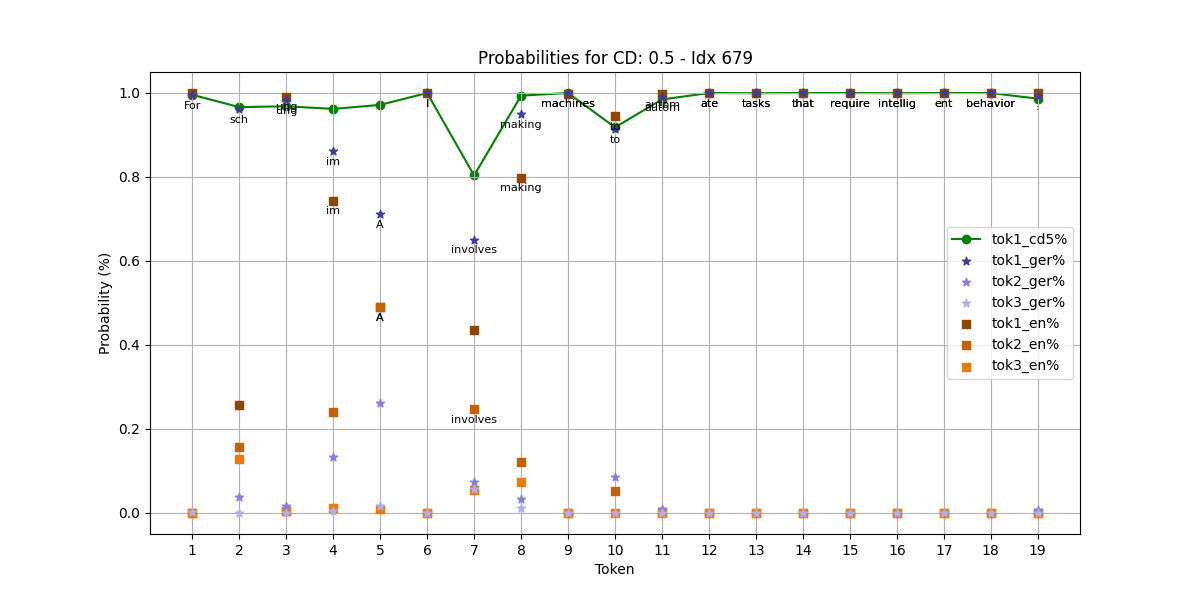 Probabilities for CD: 0.5 - Idx 679
Probability (%)
1.0
0.8
0.6
0.4
0.2
0.0
For
sch
ung
im
im
A
A
I
involves
involves
making
making
machines
to
to
autom
autom
ate
tasks
that
require
intellig
ent
behavior
.
tok1_cd5%
tok1_ger%
tok2_ger%
tok3_ger%
tok1_en%
tok2_en%
tok3_en%
1 2 3 4 5 6 7 8 9 10 11 12 13 14 15 16 17 18 19
Token